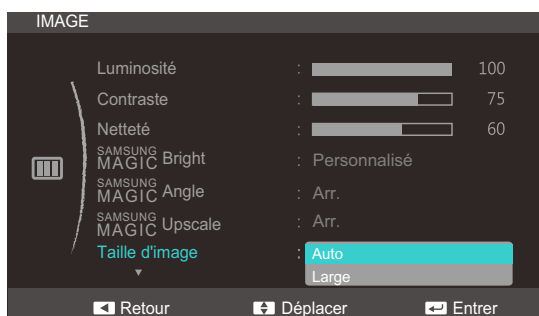 IMAGE
Luminosité : 100
Contraste : 75
Netteté : 60
SAMSUNG MAGIC Bright : Personnalisé
SAMSUNG MAGIC Angle : Arr.
SAMSUNG MAGIC Upscale : Arr.
Taille d'image : Auto
Large
Retour Déplacer Entrer